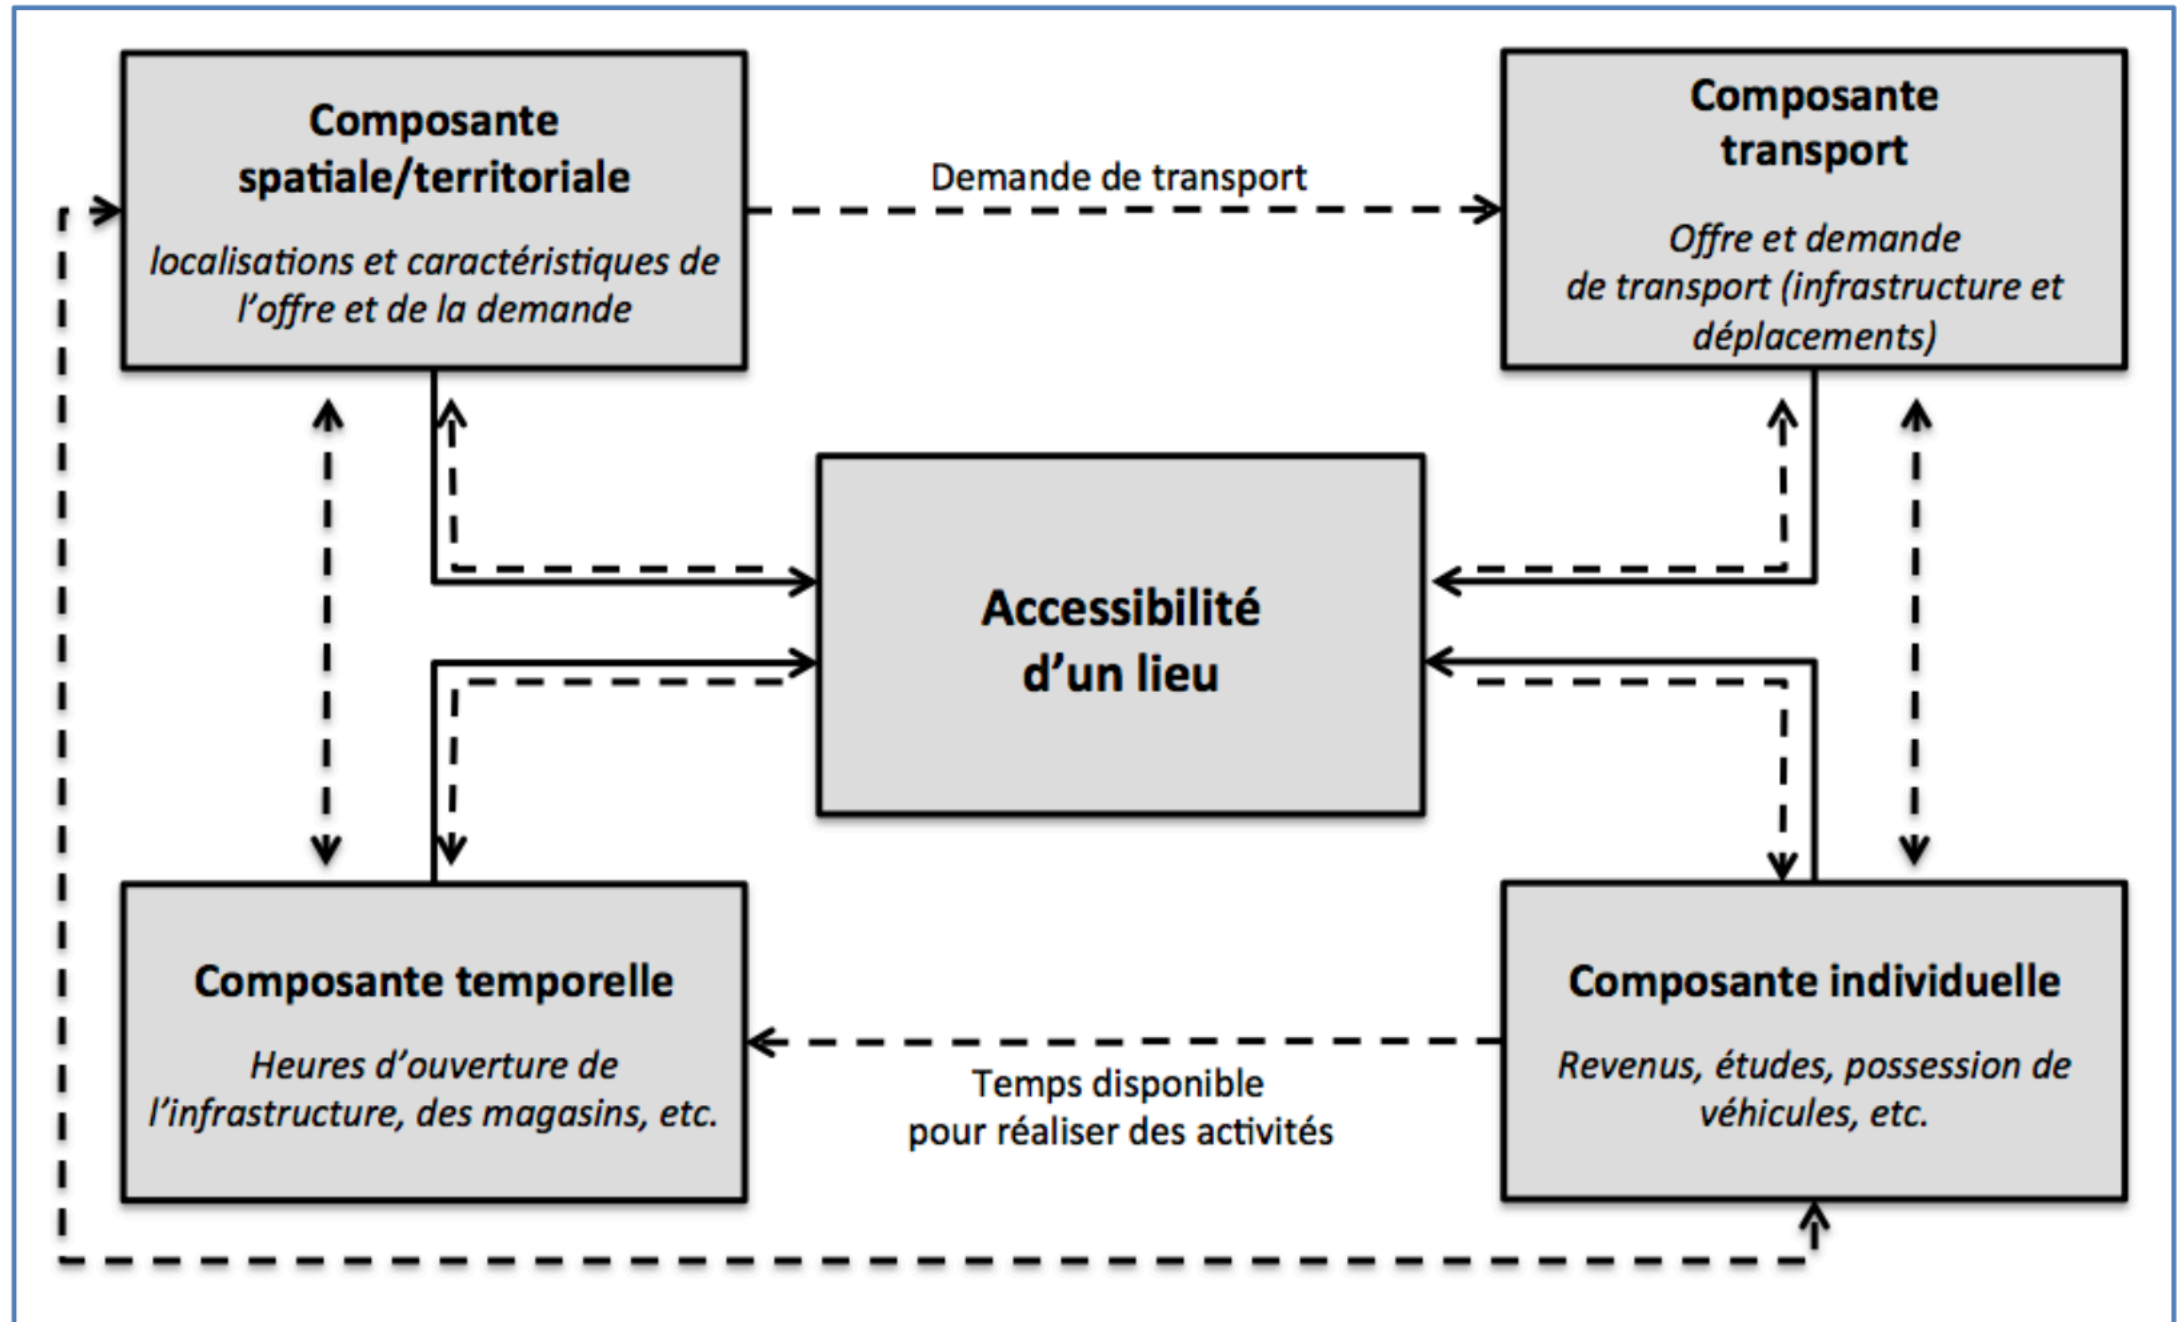 Composante
spatiale/territoriale
localisations et caractéristiques de
l’offre et de la demande
Demande de transport
Composante
transport
Offre et demande
de transport (infrastructure et
déplacements)
Accessibilité
d’un lieu
Composante temporelle
Heures d’ouverture de
l’infrastructure, des magasins, etc.
Temps disponible
pour réaliser des activités
Composante individuelle
Revenus, études, possession de
véhicules, etc.